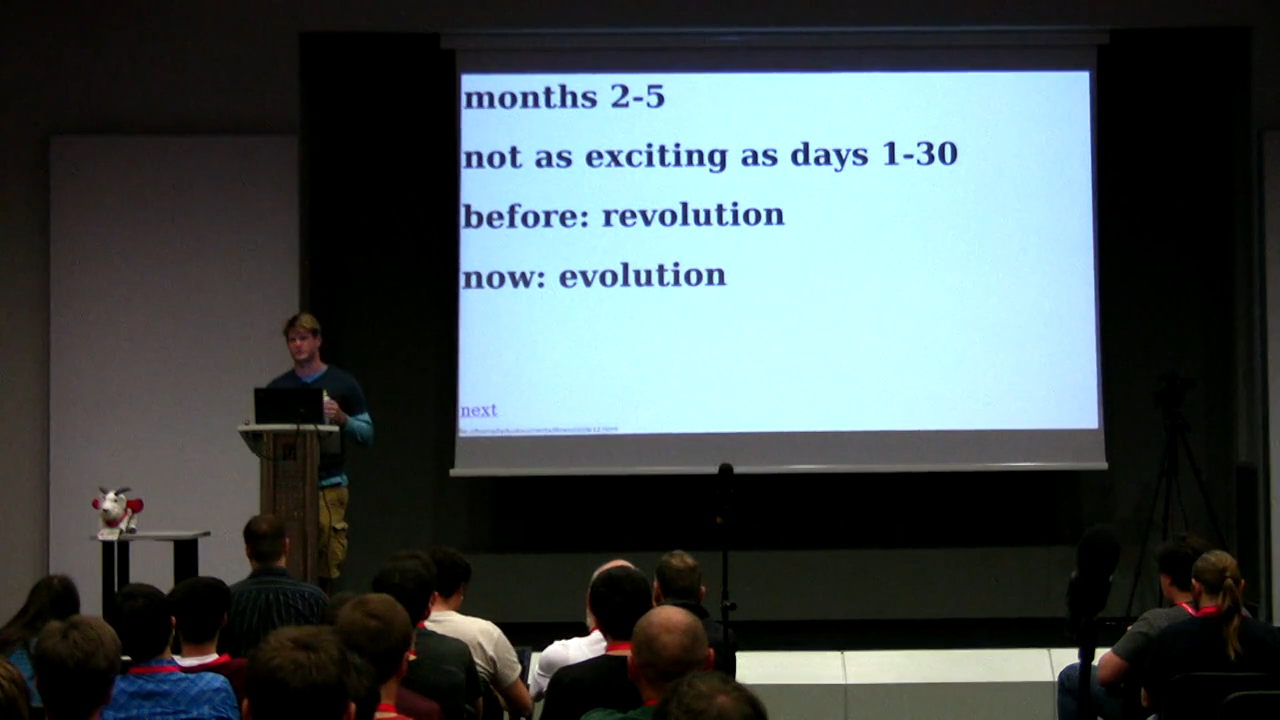 months 2-5
not as exciting as days 1-30
before: revolution
now: evolution
next